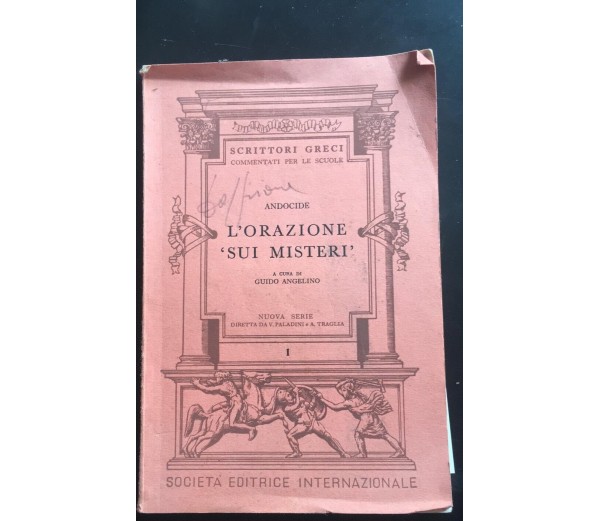 SCRITTORI GRECI
COMMENTATI PER LE SCUOLE
ANDOCIDE
L'ORAZIONE
'SUI MISTERI'
A CURA DI
GUIDO ANGELINO
NUOVA SERIE
DIRETTA DA V. PALADINI e A. TRAGLIA
1
SOCIETÀ EDITRICE INTERNAZIONALE